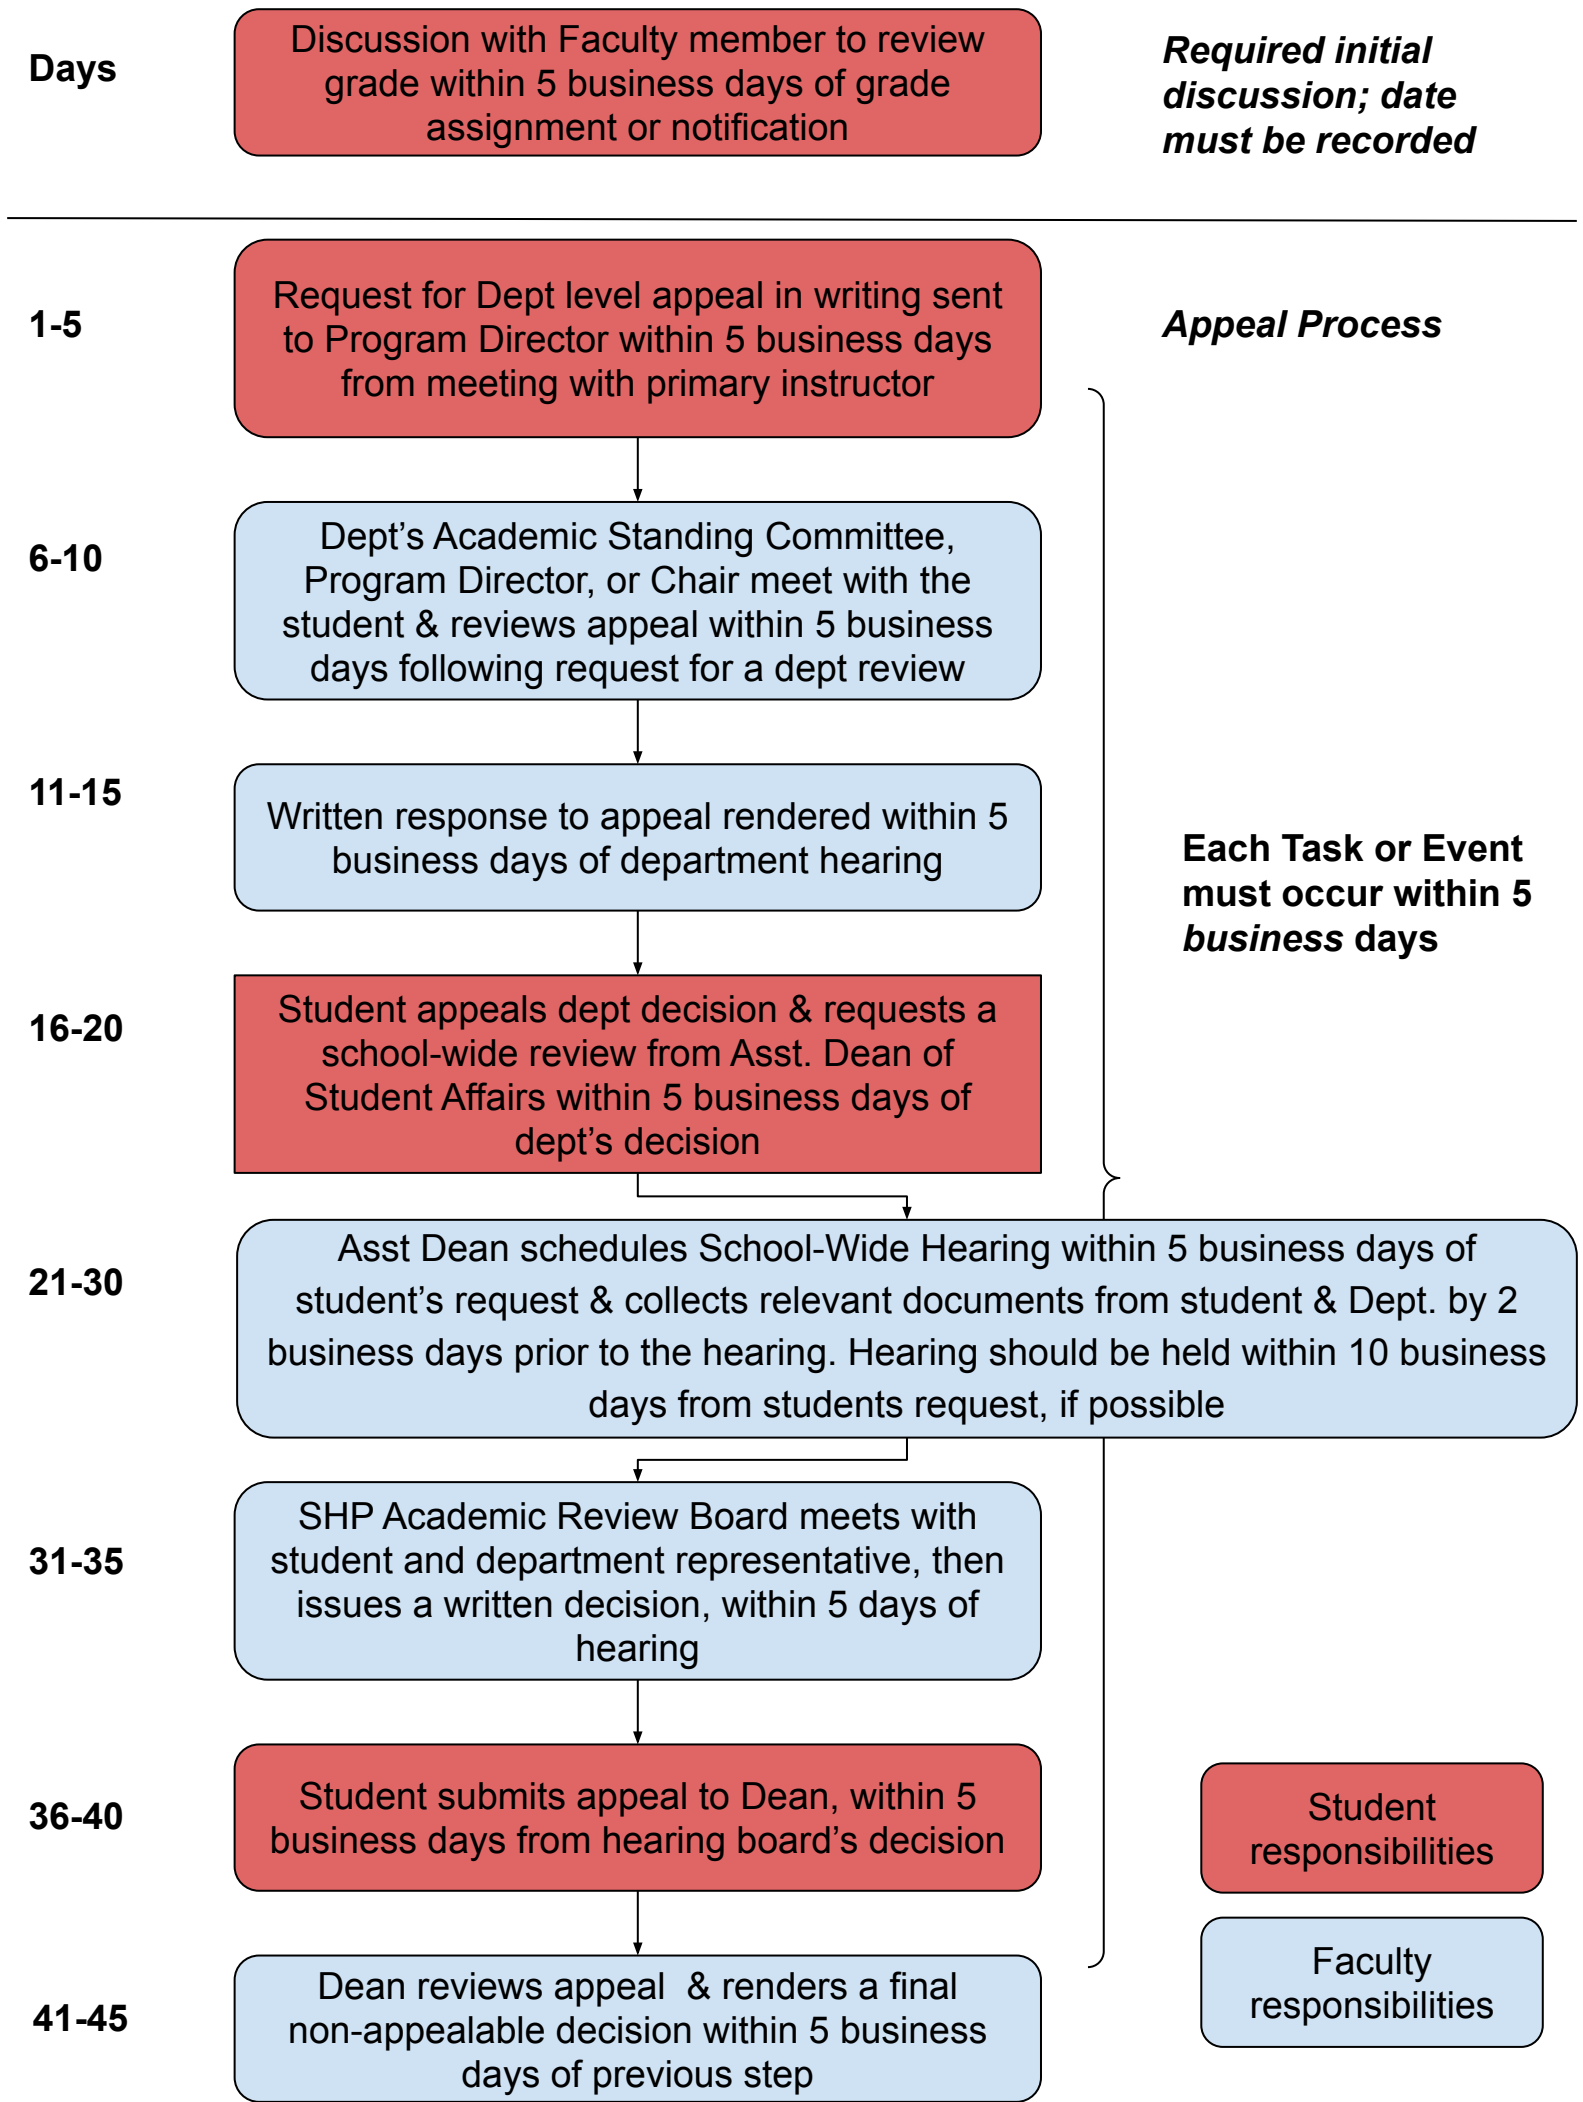 Days
Discussion with Faculty member to review
grade within 5 business days of grade
assignment or notification
Required initial
discussion; date
must be recorded
1-5
Request for Dept level appeal in writing sent
to Program Director within 5 business days
from meeting with primary instructor
Appeal Process
6-10
Dept’s Academic Standing Committee,
Program Director, or Chair meet with the
student & reviews appeal within 5 business
days following request for a dept review
11-15
Written response to appeal rendered within 5
business days of department hearing
Each Task or Event
must occur within 5
business days
16-20
Student appeals dept decision & requests a
school-wide review from Asst. Dean of
Student Affairs within 5 business days of
dept’s decision
21-30
Asst Dean schedules School-Wide Hearing within 5 business days of
student’s request & collects relevant documents from student & Dept. by 2
business days prior to the hearing. Hearing should be held within 10 business
days from students request, if possible
31-35
SHP Academic Review Board meets with
student and department representative, then
issues a written decision, within 5 days of
hearing
36-40
Student submits appeal to Dean, within 5
business days from hearing board’s decision
Student
responsibilities
41-45
Dean reviews appeal  & renders a final
non-appealable decision within 5 business
days of previous step
Faculty
responsibilities